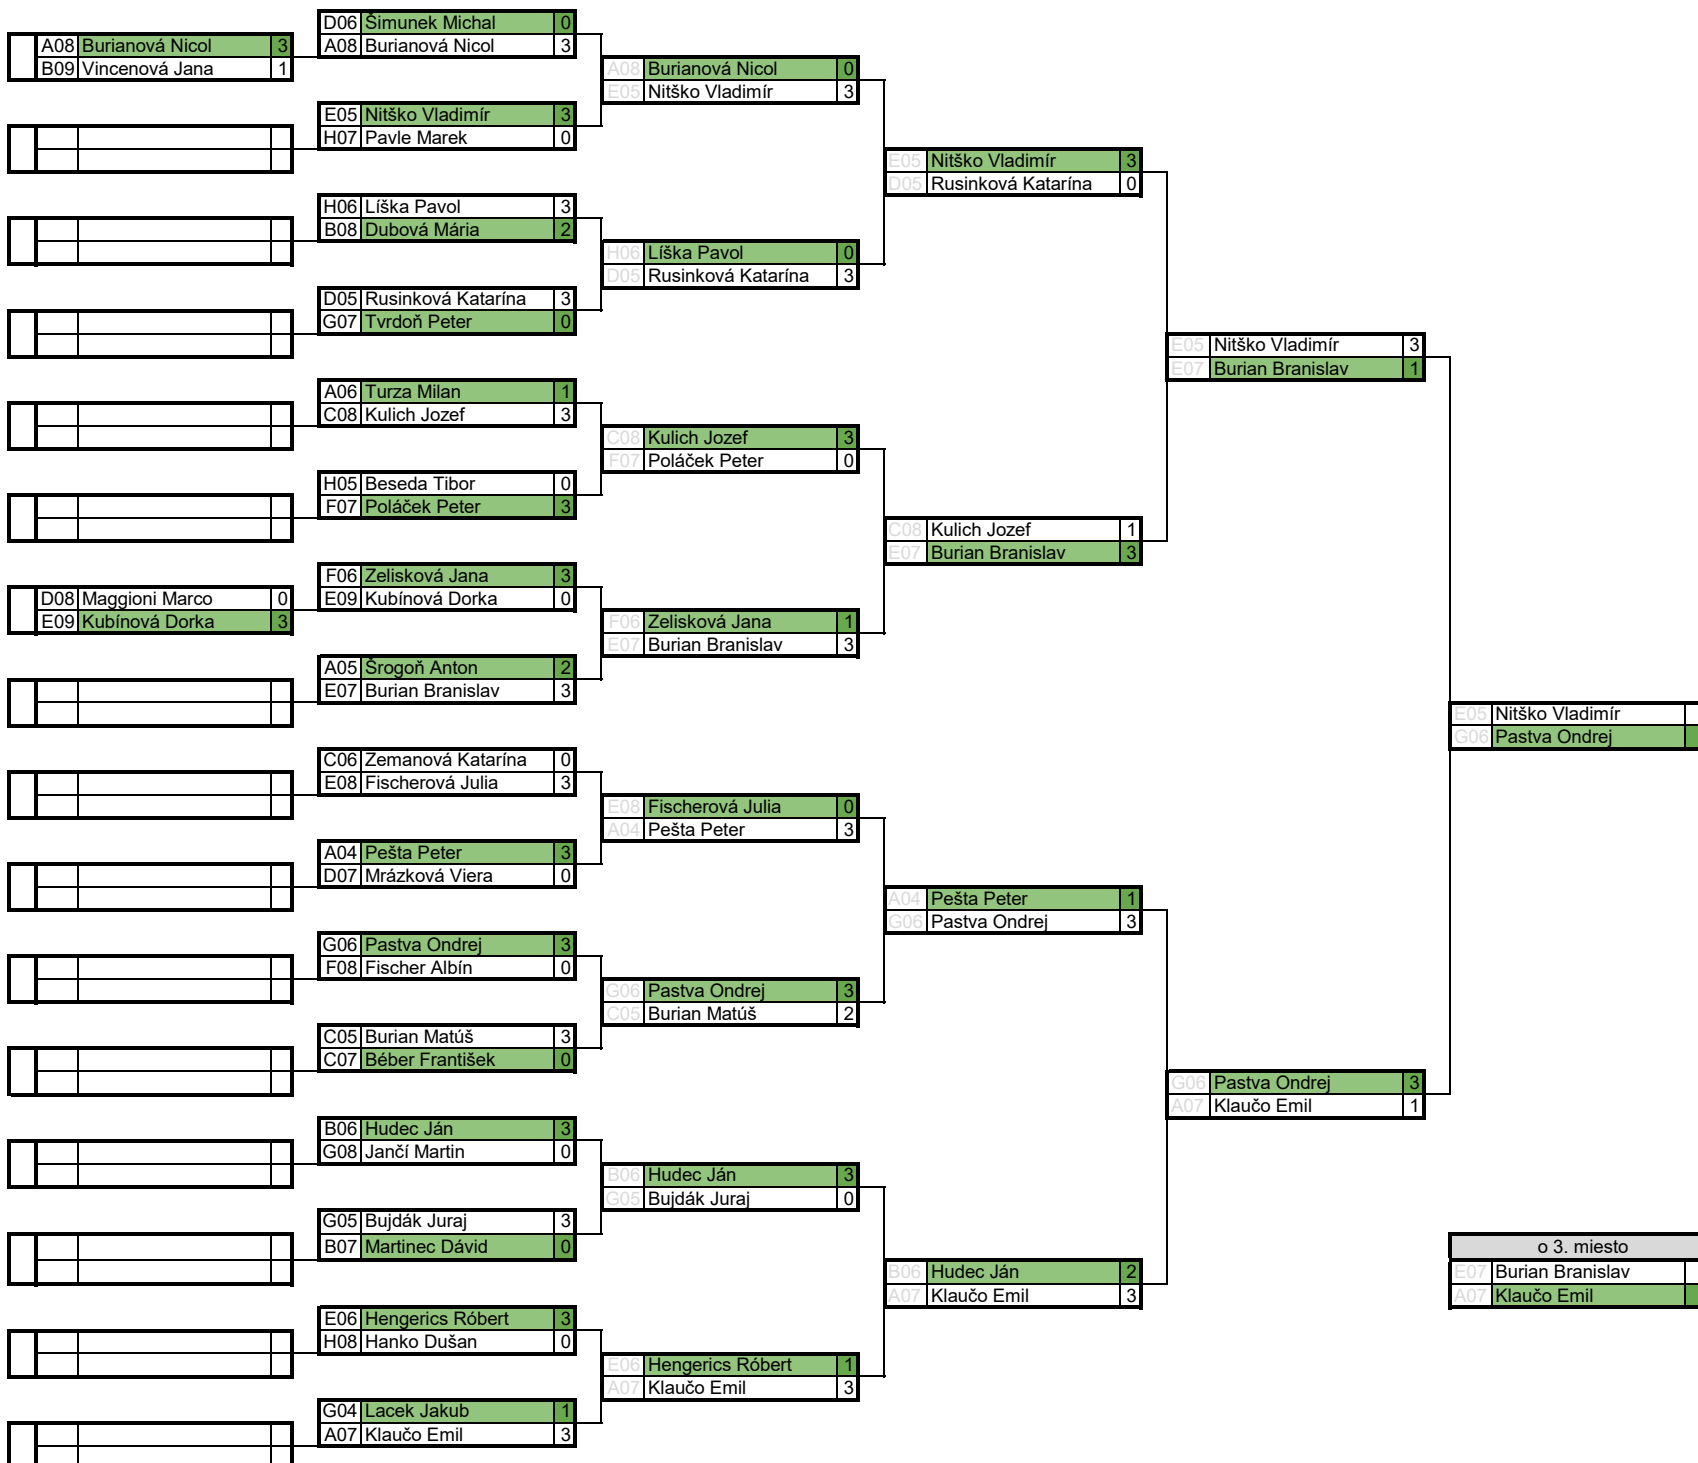 A08 Burianová Nicol 3
B09 Vincenová Jana 1
D08 Maggioni Marco 0
E09 Kubínová Dorka 3
D06 Šimunek Michal 0
A08 Burianová Nicol 3
E05 Nitško Vladimír 3
H07 Pavle Marek 0
H06 Líška Pavol 3
B08 Dubová Mária 2
D05 Rusinková Katarína 3
G07 Tvrdoň Peter 0
A06 Turza Milan 1
C08 Kulich Jozef 3
H05 Beseda Tibor 0
F07 Poláček Peter 3
F06 Zelisková Jana 3
E09 Kubínová Dorka 0
A05 Šrogoň Anton 2
E07 Burian Branislav 3
C06 Zemanová Katarína 0
E08 Fischerová Julia 3
A04 Pešta Peter 3
D07 Mrázková Viera 0
G06 Pastva Ondrej 3
F08 Fischer Albín 0
C05 Burian Matúš 3
C07 Béber František 0
B06 Hudec Ján 3
G08 Jančí Martin 0
G05 Bujdák Juraj 3
B07 Martinec Dávid 0
E06 Hengerics Róbert 3
H08 Hanko Dušan 0
G04 Lacek Jakub 1
A07 Klaučo Emil 3
A08 Burianová Nicol 0
E05 Nitško Vladimír 3
H06 Líška Pavol 0
D05 Rusinková Katarína 3
C08 Kulich Jozef 3
F07 Poláček Peter 0
F06 Zelisková Jana 1
E07 Burian Branislav 3
E08 Fischerová Julia 0
A04 Pešta Peter 3
G06 Pastva Ondrej 3
C05 Burian Matúš 2
B06 Hudec Ján 3
G05 Bujdák Juraj 0
E06 Hengerics Róbert 1
A07 Klaučo Emil 3
E05 Nitško Vladimír 3
D05 Rusinková Katarína 0
C08 Kulich Jozef 1
E07 Burian Branislav 3
A04 Pešta Peter 1
G06 Pastva Ondrej 3
B06 Hudec Ján 2
A07 Klaučo Emil 3
E05 Nitško Vladimír 3
E07 Burian Branislav 1
G06 Pastva Ondrej 3
A07 Klaučo Emil 1
E05 Nitško Vladimír
G06 Pastva Ondrej
o 3. miesto
E07 Burian Branislav
A07 Klaučo Emil